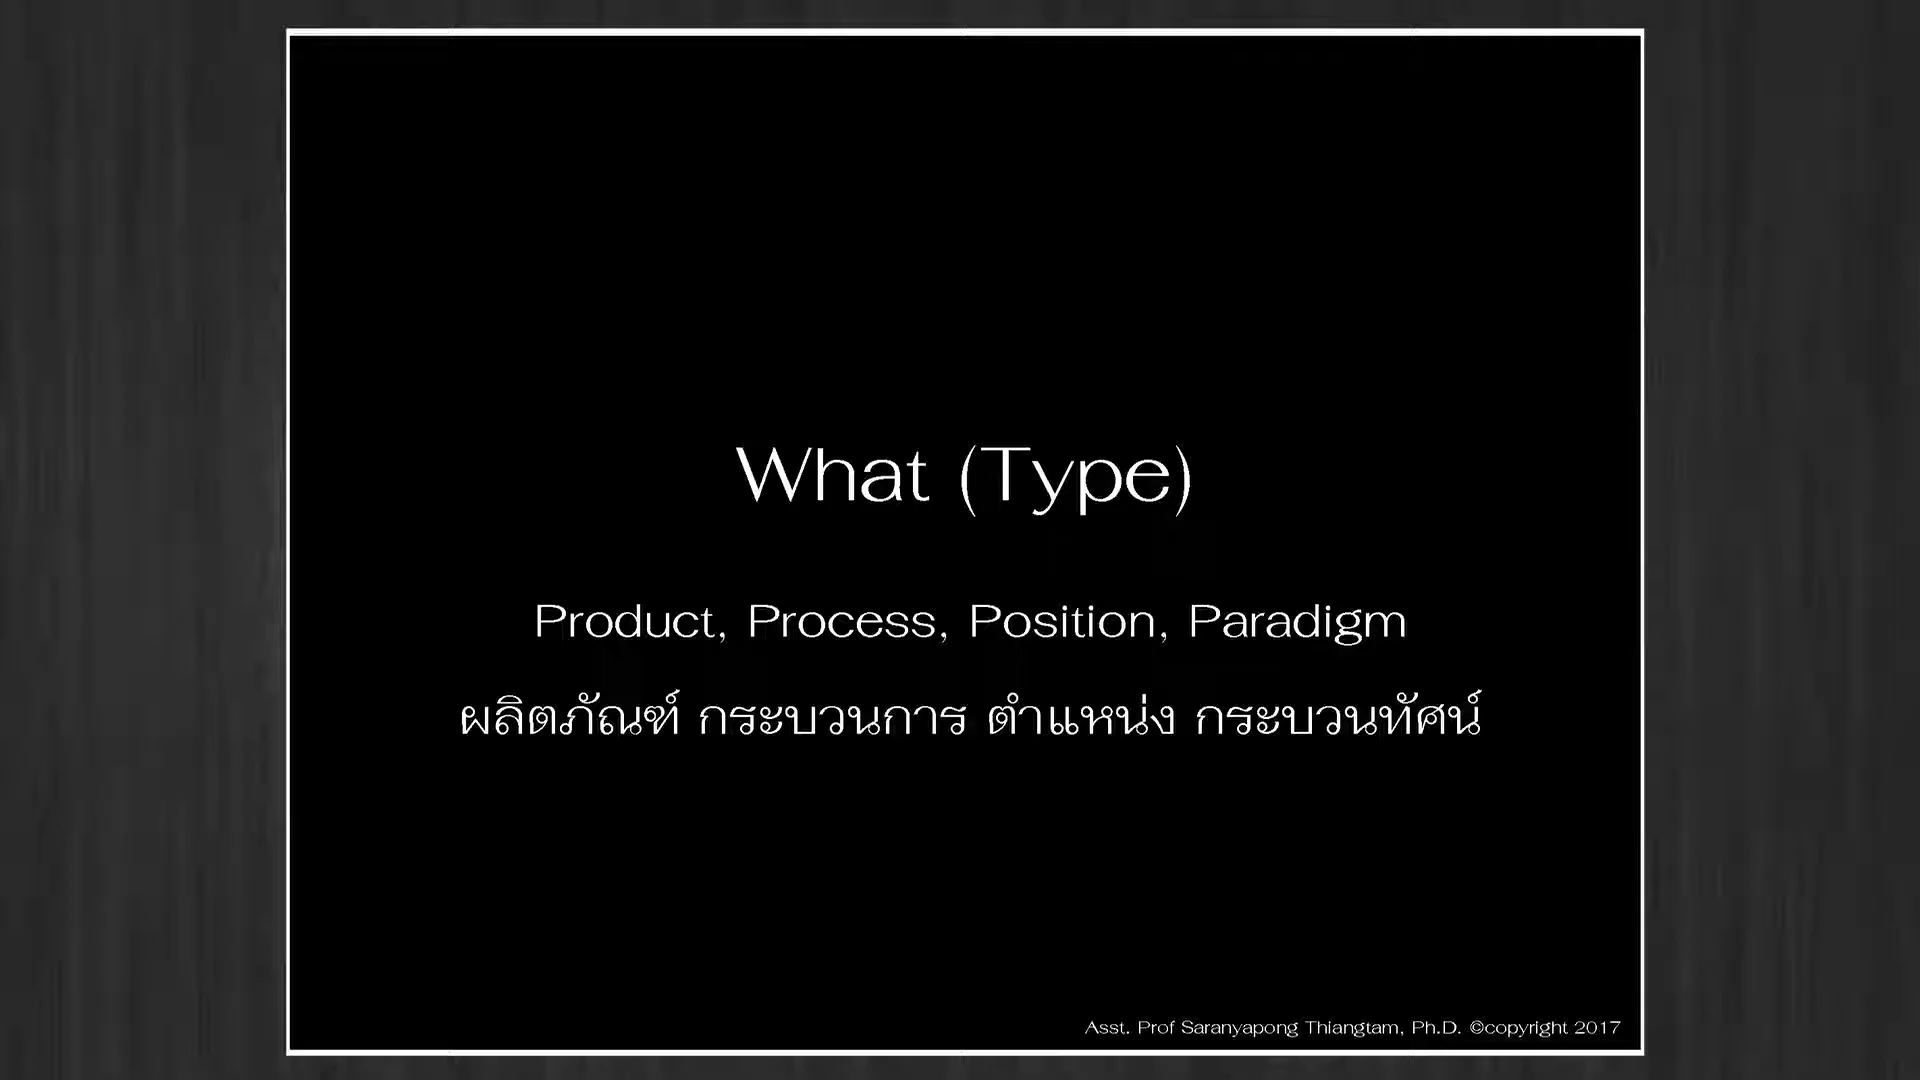 What (Type)
Product, Process, Position, Paradigm
ผลิตภัณฑ์ กระบวนการ ตำแหน่ง กระบวนทัศน์
Asst. Prof Saranyapong Thiangtam, Ph.D. ©copyright 2017